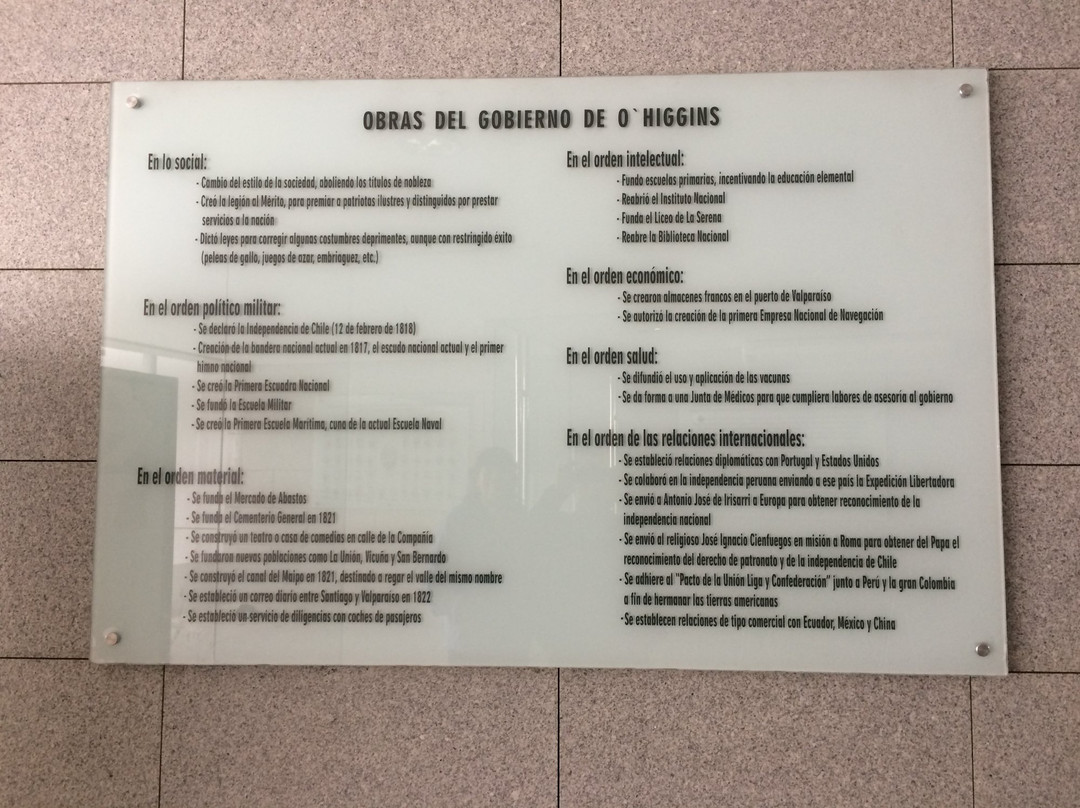 OBRAS DEL GOBIERNO DE O`HIGGINS
En lo social:
- Cambio del estilo de la sociedad, aboliendo los títulos de nobleza
- Creó la legión al Mérito, para premiar a patriotas ilustres y distinguidos por prestar
servicios a la nación
- Dictó leyes para corregir algunas costumbres deprimentes, aunque con restringido éxito
(peleas de gallo, juegos de azar, embriaguez, etc.)
En el orden político militar:
- Se declaró la Independencia de Chile (12 de febrero de 1818)
- Creación de la bandera nacional actual en 1817, el escudo nacional actual y el primer
himno nacional
- Se creó la Primera Escuadra Nacional
- Se fundó la Escuela Militar
- Se creó la Primera Escuela Marítima, cuna de la actual Escuela Naval
En el orden material:
- Se funda el Mercado de Abastos
- Se funda el Cementerio General en 1821
- Se construyó un teatro o casa de comedias en calle de la Compañía
- Se fundaron nuevas poblaciones como La Unión, Vicuña y San Bernardo
- Se construyó el canal del Maipo en 1821, destinado a regar el valle del mismo nombre
- Se estableció un correo diario entre Santiago y Valparaíso en 1822
- Se estableció un servicio de diligencias con coches de pasajeros
En el orden intelectual:
- Fundo escuelas primarias, incentivando la educación elemental
- Reabrió el Instituto Nacional
- Funda el Liceo de La Serena
- Reabre la Biblioteca Nacional
En el orden económico:
- Se crearon almacenes francos en el puerto de Valparaíso
- Se autorizó la creación de la primera Empresa Nacional de Navegación
En el orden salud:
- Se difundió el uso y aplicación de las vacunas
- Se da forma a una Junta de Médicos para que cumpliera labores de asesoría al gobierno
En el orden de las relaciones internacionales:
- Se estableció relaciones diplomáticas con Portugal y Estados Unidos
- Se colaboró en la independencia peruana enviando a ese país la Expedición Libertadora
- Se envió a Antonio José de Irisarri a Europa para obtener reconocimiento de la
independencia nacional
- Se envió al religioso José Ignacio Cienfuegos en misión a Roma para obtener del Papa el
reconocimiento del derecho de patronato y de la independencia de Chile
- Se adhiere al "Pacto de la Unión Liga y Confederación" junto a Perú y la gran Colombia
a fin de hermanar las tierras americanas
- Se establecen relaciones de tipo comercial con Ecuador, México y China